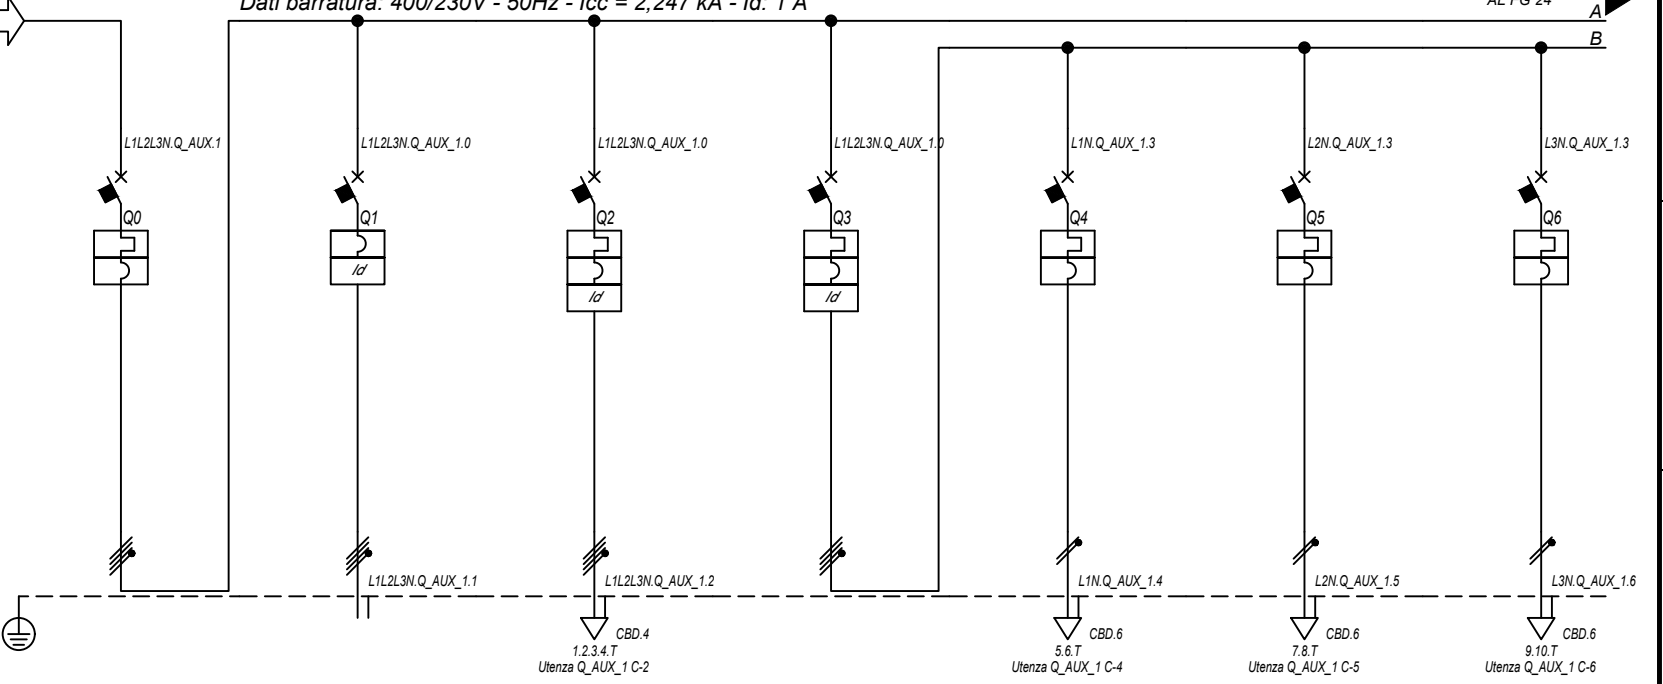 Dati barratura: 400/230V - 50Hz - Icc = 2,247 kA - Id: 1 A
A
B
L1L2L3N.Q_AUX.1
L1L2L3N.Q_AUX_1.0
L1L2L3N.Q_AUX_1.0
L1L2L3N.Q_AUX_1.0
L1N.Q_AUX_1.3
L2N.Q_AUX_1.3
L3N.Q_AUX_1.3
Q0
Q1
Q2
Q3
Q4
Q5
Q6
Id
Id
Id
L1L2L3N.Q_AUX_1.1
L1L2L3N.Q_AUX_1.2
L1N.Q_AUX_1.4
L2N.Q_AUX_1.5
L3N.Q_AUX_1.6
CBD.4
CBD.6
CBD.6
CBD.6
1.2.3.4.T
5.6.T
7.8.T
9.10.T
Utenza Q_AUX_1 C-2
Utenza Q_AUX_1 C-4
Utenza Q_AUX_1 C-5
Utenza Q_AUX_1 C-6